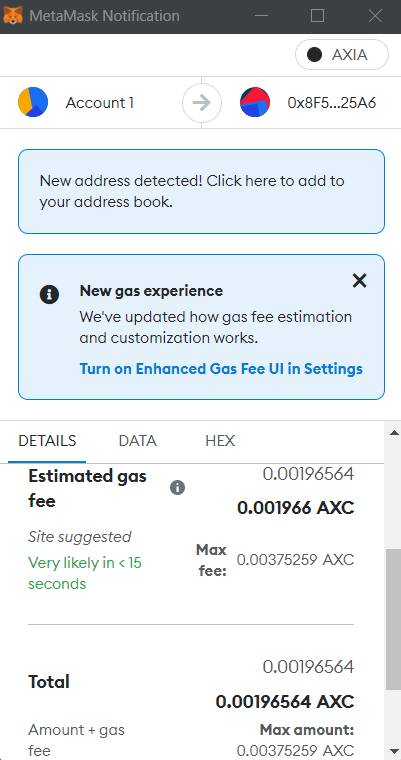 MetaMask Notification
AXIA
Account 1
0x8F5...25A6
New address detected! Click here to add to
your address book.
New gas experience
We've updated how gas fee estimation
and customization works.
Turn on Enhanced Gas Fee UI in Settings
DETAILS DATA HEX
Estimated gas
fee
0.00196564
0.001966 AXC
Site suggested
Very likely in < 15
seconds
Max
fee:
0.00375259 AXC
Total
0.00196564
0.00196564 AXC
Amount + gas
fee
Max amount:
0.00375259 AXC